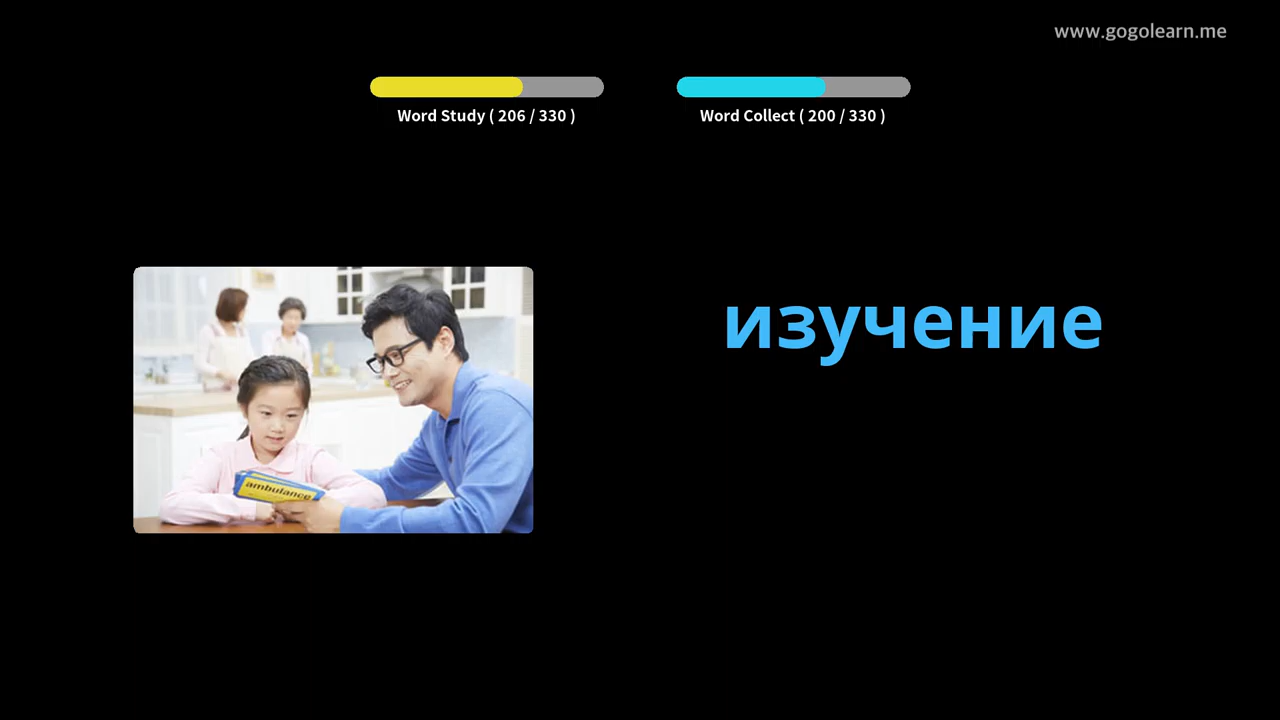 www.gogolearn.me
Word Study ( 206 / 330 )
Word Collect ( 200 / 330 )
изучение
ambulance